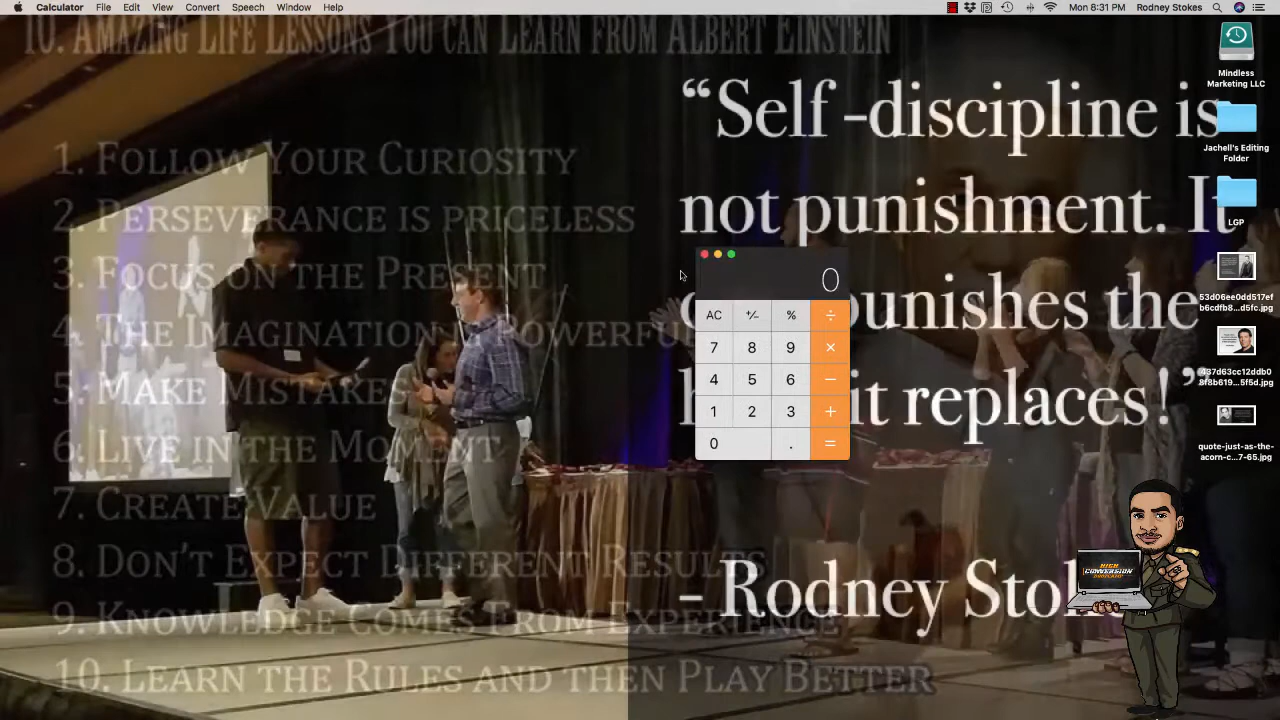 Calculator File Edit View Convert Speech Window Help
Mon 8:31 PM Rodney Stokes
10. Amazing Life Lessons You can Learn from Albert Einstein
1. Follow Your Curiosity
2. Perseverance is priceless
3. Focus on the Present
4. The Imagination is Powerfu
5. Make Mistakes
6. Live in the Moment
7. Create Value
8. Don't Expect Different Results
9. Knowledge Comes From Experience
10. Learn the Rules and then Play Better
“Self -discipline is
not punishment. It
punishes the
it replaces!”
- Rodney Sto
0
AC +/- % ÷
7 8 9 ×
4 5 6 −
1 2 3 +
0 . =
Mindless
Marketing LLC
Jachell's Editing
Folder
LGP
53d06ee0dd517ef
b6cdfb8...d5fc.jpg
437d63cc12ddb0
8f8b619...5f5d.jpg
quote-just-as-the-
acorn-c...7-65.jpg
HIGH
CONVERSION